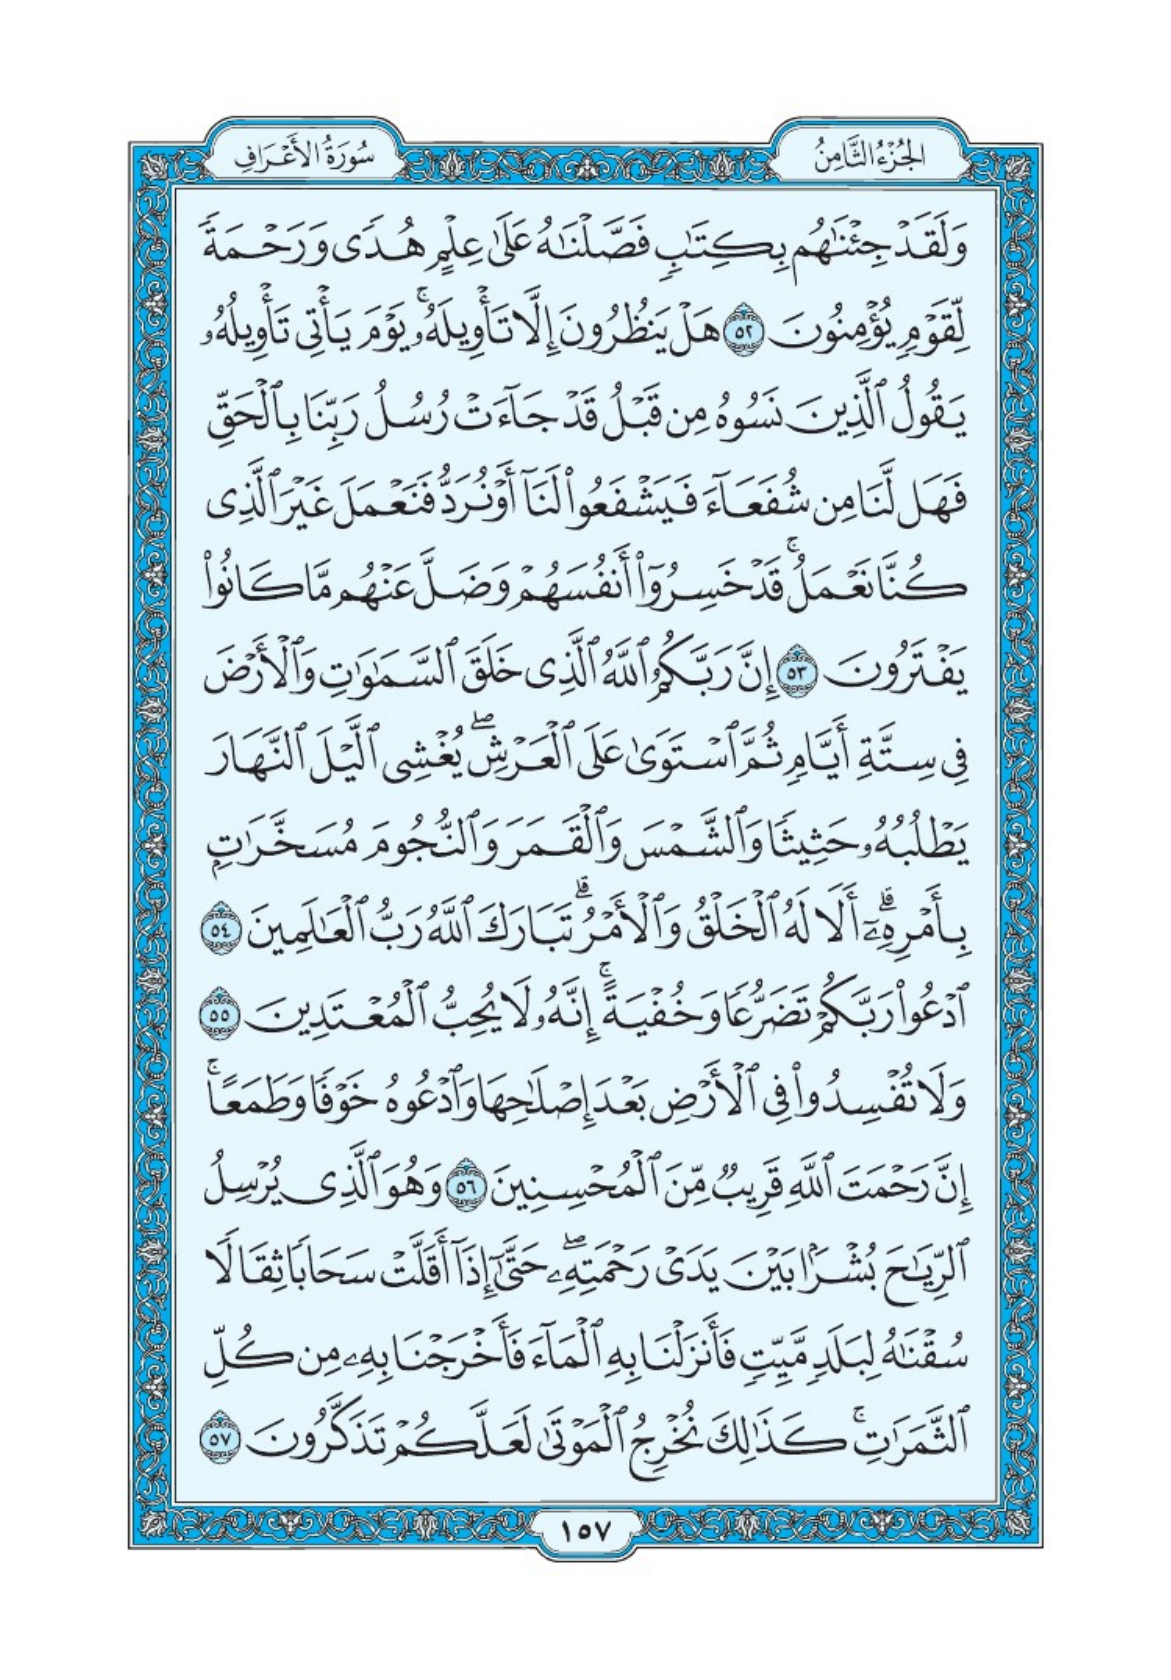 الجُزْءُ الثَّامِنُ
سُورَةُ الأَعْرَافِ
وَلَقَدْ جِئْنَٰهُم بِكِتَٰبٖ فَصَّلْنَٰهُ عَلَىٰ عِلْمٍ هُدٗى وَرَحْمَةٗ
لِّقَوْمٖ يُؤْمِنُونَ ٥٢ هَلْ يَنظُرُونَ إِلَّا تَأْوِيلَهُۥۚ يَوْمَ يَأْتِي تَأْوِيلُهُۥ
يَقُولُ ٱلَّذِينَ نَسُوهُ مِن قَبْلُ قَدْ جَآءَتْ رُسُلُ رَبِّنَا بِٱلْحَقِّ
فَهَل لَّنَا مِن شُفَعَآءَ فَيَشْفَعُوا۟ لَنَآ أَوْ نُرَدُّ فَنَعْمَلَ غَيْرَ ٱلَّذِى
كُنَّا نَعْمَلُۚ قَدْ خَسِرُوٓا۟ أَنفُسَهُمْ وَضَلَّ عَنْهُم مَّا كَانُوا۟
يَفْتَرُونَ ٥٣ إِنَّ رَبَّكُمُ ٱللَّهُ ٱلَّذِى خَلَقَ ٱلسَّمَٰوَٰتِ وَٱلْأَرْضَ
فِى سِتَّةِ أَيَّامٖ ثُمَّ ٱسْتَوَىٰ عَلَى ٱلْعَرْشِۖ يُغْشِى ٱلَّيْلَ ٱلنَّهَارَ
يَطْلُبُهُۥ حَثِيثٗا وَٱلشَّمْسَ وَٱلْقَمَرَ وَٱلنُّجُومَ مُسَخَّرَٰتِۭ
بِأَمْرِهِۦٓۗ أَلَا لَهُ ٱلْخَلْقُ وَٱلْأَمْرُۗ تَبَارَكَ ٱللَّهُ رَبُّ ٱلْعَٰلَمِينَ ٥٤
ٱدْعُوا۟ رَبَّكُمْ تَضَرُّعٗا وَخُفْيَةًۚ إِنَّهُۥ لَا يُحِبُّ ٱلْمُعْتَدِينَ ٥٥
وَلَا تُفْسِدُوا۟ فِى ٱلْأَرْضِ بَعْدَ إِصْلَٰحِهَا وَٱدْعُوهُ خَوْفٗا وَطَمَعًاۚ
إِنَّ رَحْمَتَ ٱللَّهِ قَرِيبٞ مِّنَ ٱلْمُحْسِنِينَ ٥٦ وَهُوَ ٱلَّذِى يُرْسِلُ
ٱلرِّيَٰحَ بُشْرَۢا بَيْنَ يَدَىْ رَحْمَتِهِۦۖ حَتَّىٰٓ إِذَآ أَقَلَّتْ سَحَابٗا ثِقَالٗا
سُقْنَٰهُ لِبَلَدٖ مَّيِّتٖ فَأَنزَلْنَا بِهِ ٱلْمَآءَ فَأَخْرَجْنَا بِهِۦ مِن كُلِّ
ٱلثَّمَرَٰتِۚ كَذَٰلِكَ نُخْرِجُ ٱلْمَوْتَىٰ لَعَلَّكُمْ تَذَكَّرُونَ ٥٧
١٥٧